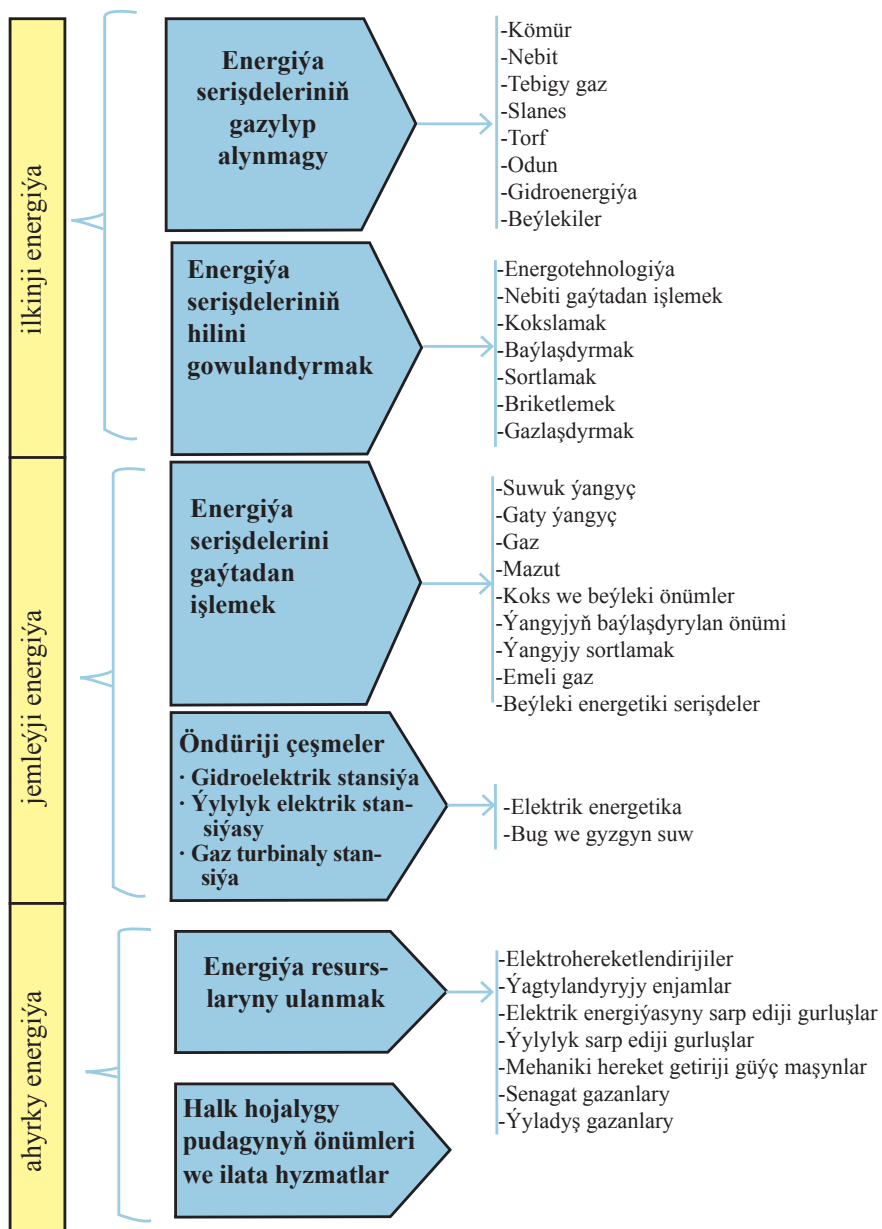 ilkinji energiýa
Energiýa
serişdeleriniň
gazylyp
alynmagy
-Kömür
-Nebit
-Tebigy gaz
-Slanes
-Torf
-Odun
-Gidroenergiýa
-Beýlekiler
Energiýa
serişdeleriniň
hilini
gowulandyrmak
-Energotehnologiýa
-Nebiti gaýtadan işlemek
-Kokslamak
-Baýlaşdyrmak
-Sortlamak
-Briketlemek
-Gazlaşdyrmak
jemleýji energiýa
Energiýa
serişdelerini
gaýtadan
işlemek
-Suwuk ýangyç
-Gaty ýangyç
-Gaz
-Mazut
-Koks we beýleki önümler
-Ýangyjyň baýlaşdyrylan önümi
-Ýangyjy sortlamak
-Emeli gaz
-Beýleki energetiki serişdeler
Öndüriji çeşmeler
· Gidroelektrik stansiýa
· Ýylylyk elektrik stan-
siýasy
· Gaz turbinaly stan-
siýa
-Elektrik energetika
-Bug we gyzgyn suw
ahyrky energiýa
Energiýa resurs-
laryny ulanmak
-Elektrohereketlendirijiler
-Ýagtylandyryjy enjamlar
-Elektrik energiýasyny sarp ediji gurluşlar
-Ýylylyk sarp ediji gurluşlar
-Mehaniki hereket getiriji güýç maşynlar
-Senagat gazanlary
-Ýyladyş gazanlary
Halk hojalygy
pudagynyň önümleri
we ilata hyzmatlar